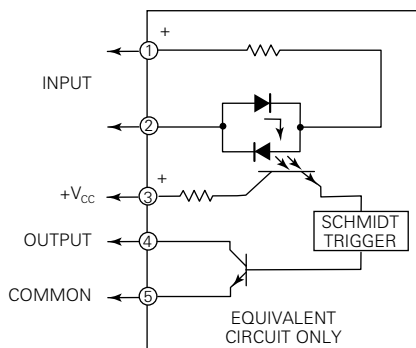 1 +
INPUT
2
+
+VCC 3
SCHMIDT
TRIGGER
OUTPUT 4
COMMON 5
EQUIVALENT
CIRCUIT ONLY